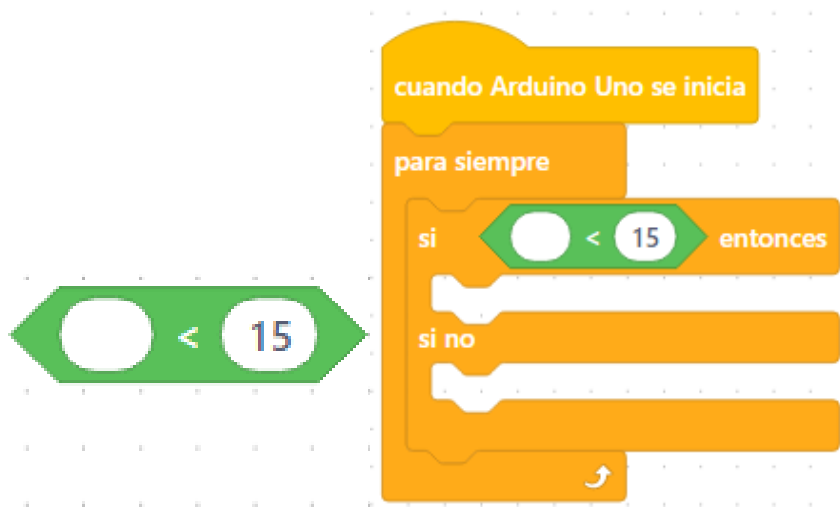 cuando Arduino Uno se inicia
para siempre
si < 15 entonces
< 15
si no